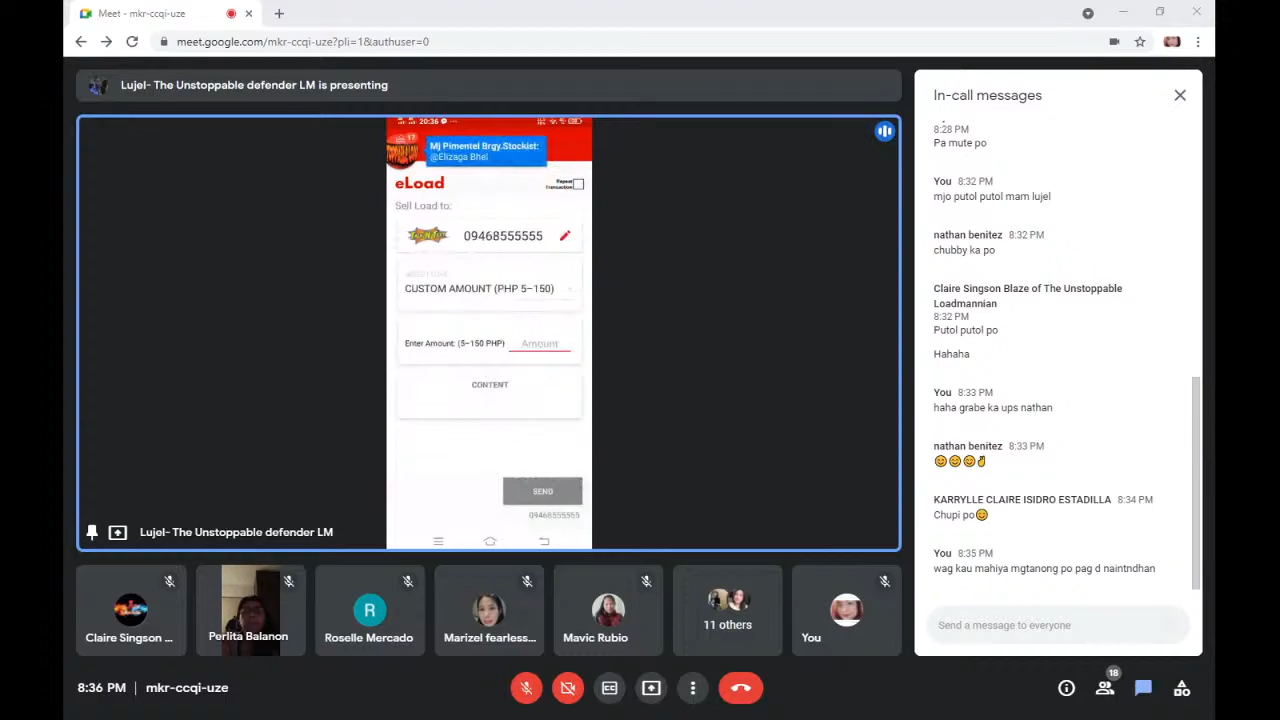 Meet - mkr-ccqi-uze
meet.google.com/mkr-ccqi-uze?pli=1&authuser=0
Lujel- The Unstoppable defender LM is presenting
20:36
17
Mj Pimentel Brgy.Stockist:
@Elizaga Bhel
eLoad
Repeat
Transaction
Sell Load to:
09468555555
CUSTOM AMOUNT (PHP 5–150)
Enter Amount: (5–150 PHP)
Amount
CONTENT
SEND
09468555555
Lujel- The Unstoppable defender LM
Claire Singson ...
Perlita Balanon
R
Roselle Mercado
Marizel fearless...
Mavic Rubio
11 others
You
8:36 PM | mkr-ccqi-uze
In-call messages
8:28 PM
Pa mute po
You 8:32 PM
mjo putol putol mam lujel
nathan benitez 8:32 PM
chubby ka po
Claire Singson Blaze of The Unstoppable
Loadmannian
8:32 PM
Putol putol po
Hahaha
You 8:33 PM
haha grabe ka ups nathan
nathan benitez 8:33 PM
😊😊😊✌
KARRYLLE CLAIRE ISIDRO ESTADILLA 8:34 PM
Chupi po😊
You 8:35 PM
wag kau mahiya mgtanong po pag d naintndhan
Send a message to everyone
18